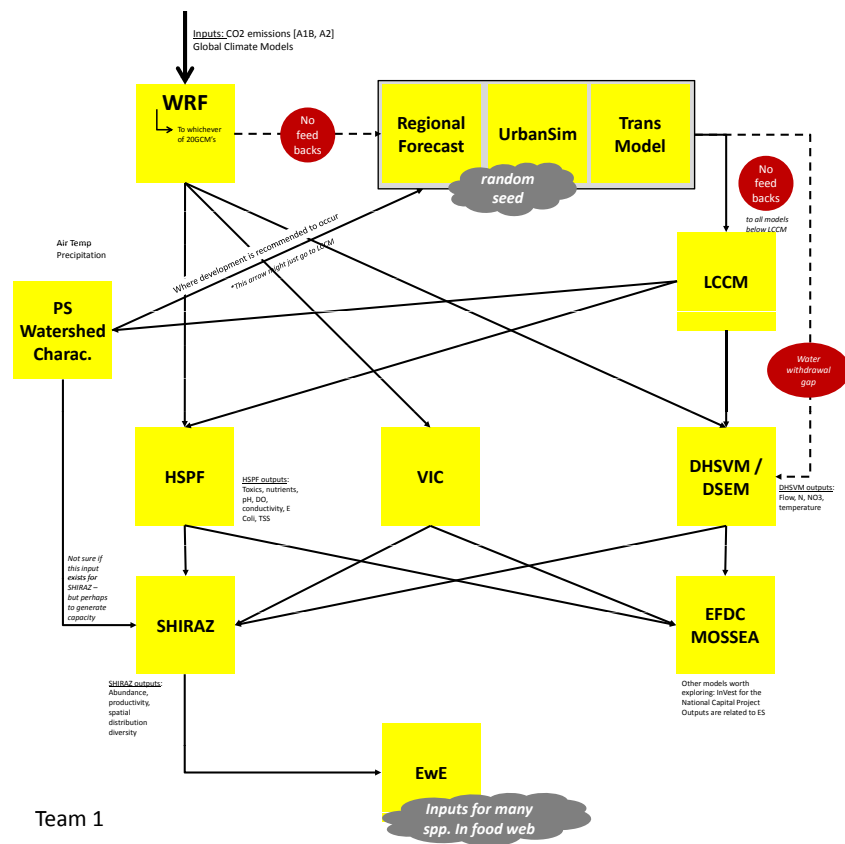 Inputs: CO2 emissions [A1B, A2]
Global Climate Models
WRF
To whichever
of 20GCM's
No
feed
backs
Regional
Forecast
UrbanSim
Trans
Model
random
seed
No
feed
backs
to all models
below LCCM
Where development is recommended to occur
*This arrow might just go to LCCM
Air Temp
Precipitation
PS
Watershed
Charac.
LCCM
Water
withdrawal
gap
HSPF
HSPF outputs:
Toxics, nutrients,
pH, DO,
conductivity, E
Coli, TSS
VIC
DHSVM /
DSEM
DHSVM outputs:
Flow, N, NO3,
temperature
Not sure if
this input
exists for
SHIRAZ –
but perhaps
to generate
capacity
SHIRAZ
EFDC
MOSSEA
SHIRAZ outputs:
Abundance,
productivity,
spatial
distribution
diversity
Other models worth
exploring: InVest for the
National Capital Project
Outputs are related to ES
EwE
Inputs for many
spp. In food web
Team 1